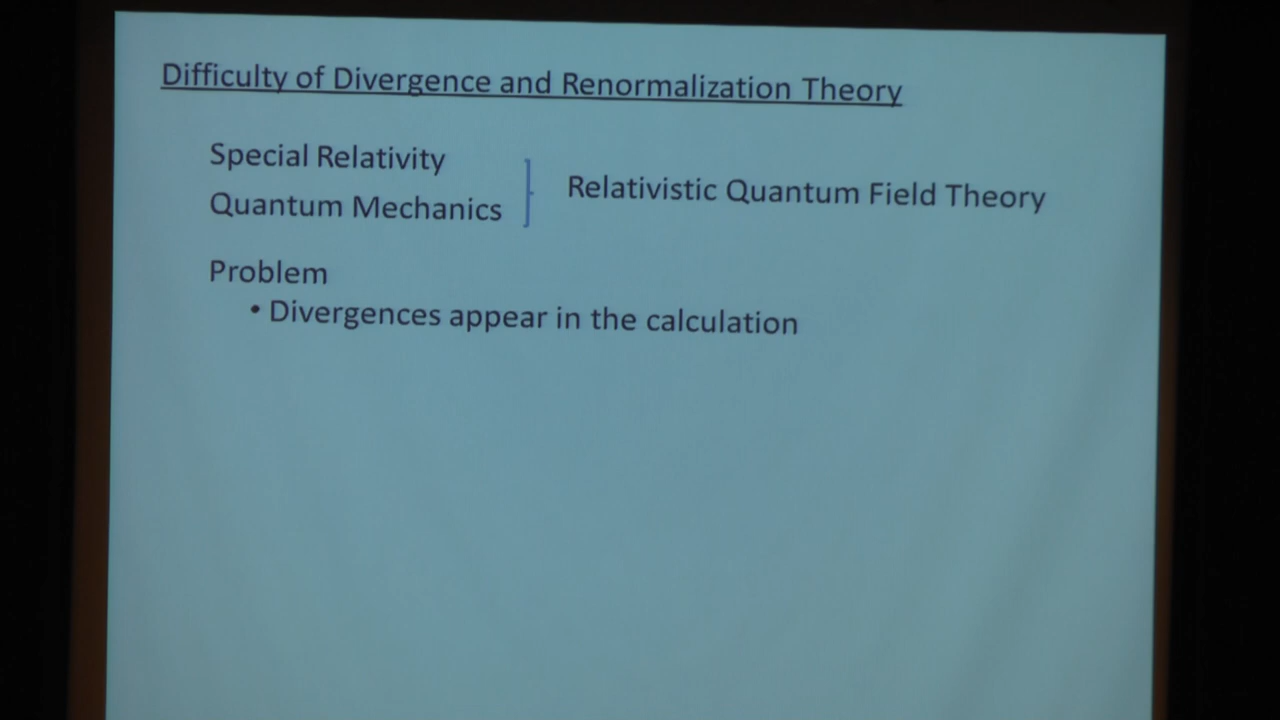 Difficulty of Divergence and Renormalization Theory
Special Relativity
Quantum Mechanics
Relativistic Quantum Field Theory
Problem
• Divergences appear in the calculation